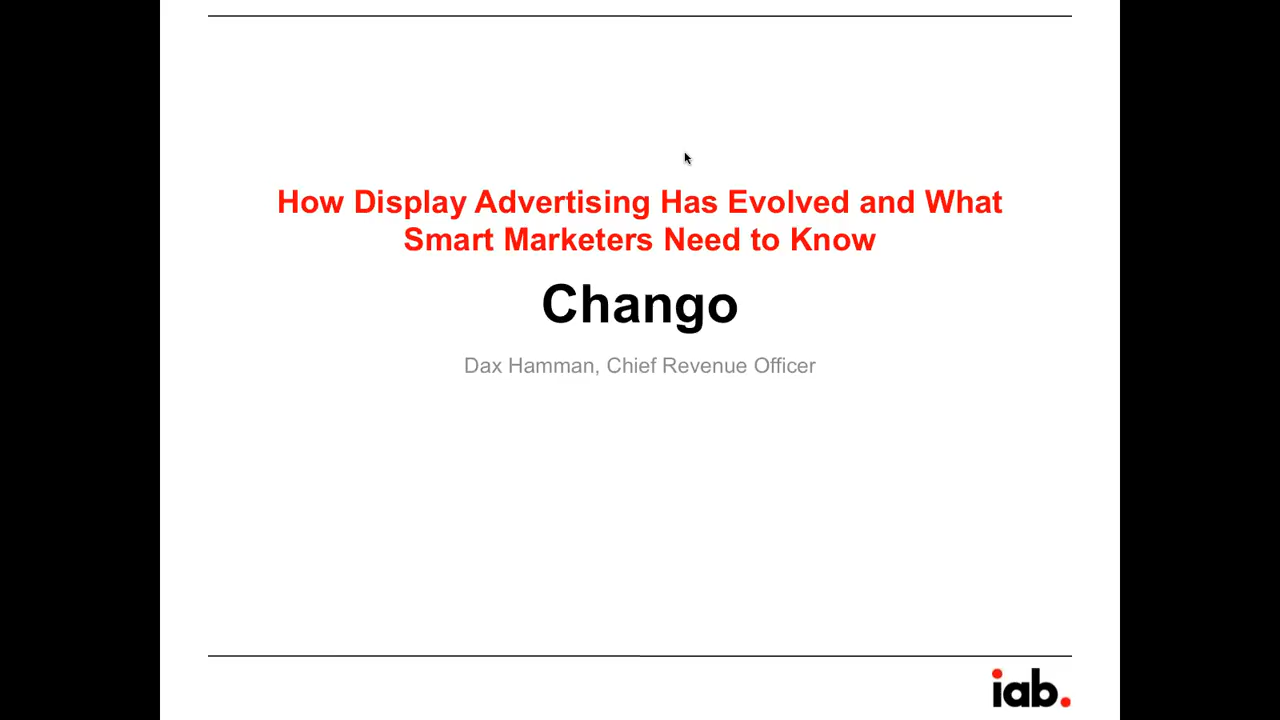 How Display Advertising Has Evolved and What
Smart Marketers Need to Know
Chango
Dax Hamman, Chief Revenue Officer
iab.